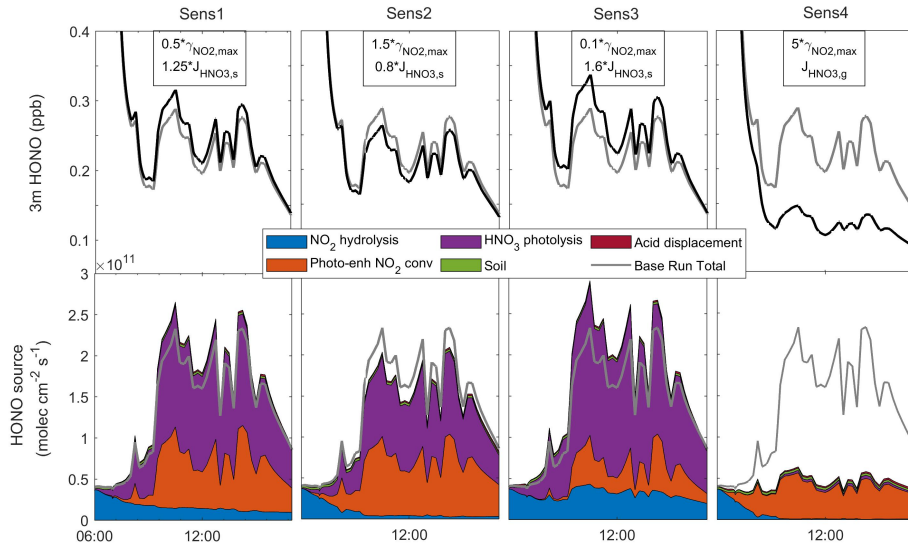 Sens1 Sens2 Sens3 Sens4
0.5*γNO2,max
1.25*JHNO3,s
1.5*γNO2,max
0.8*JHNO3,s
0.1*γNO2,max
1.6*JHNO3,s
5*γNO2,max
JHNO3,g
0.4
0.3
0.2
0.1
3m HONO (ppb)
NO2 hydrolysis
HNO3 photolysis
Acid displacement
Photo-enh NO2 conv
Soil
Base Run Total
×10^11
3
2.5
2
1.5
1
0.5
0
HONO source
(molec cm-2 s-1)
06:00 12:00 12:00 12:00 12:00